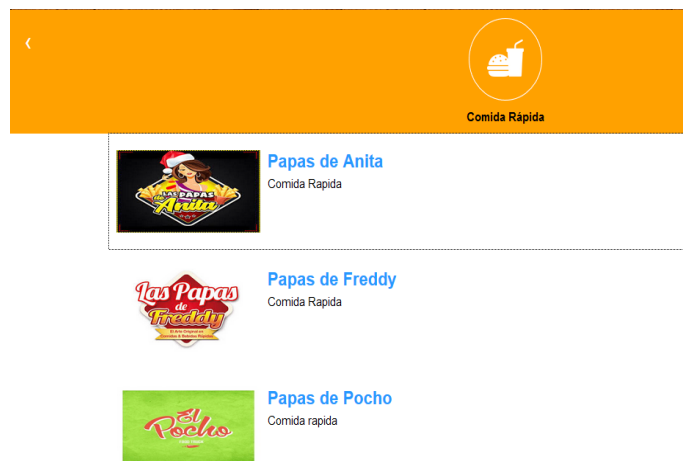 Comida Rápida
LAS PAPAS
de
Anita
Papas de Anita
Comida Rapida
Las Papas
de
Freddy
Papas de Freddy
Comida Rapida
El
Pocho
Papas de Pocho
Comida rapida